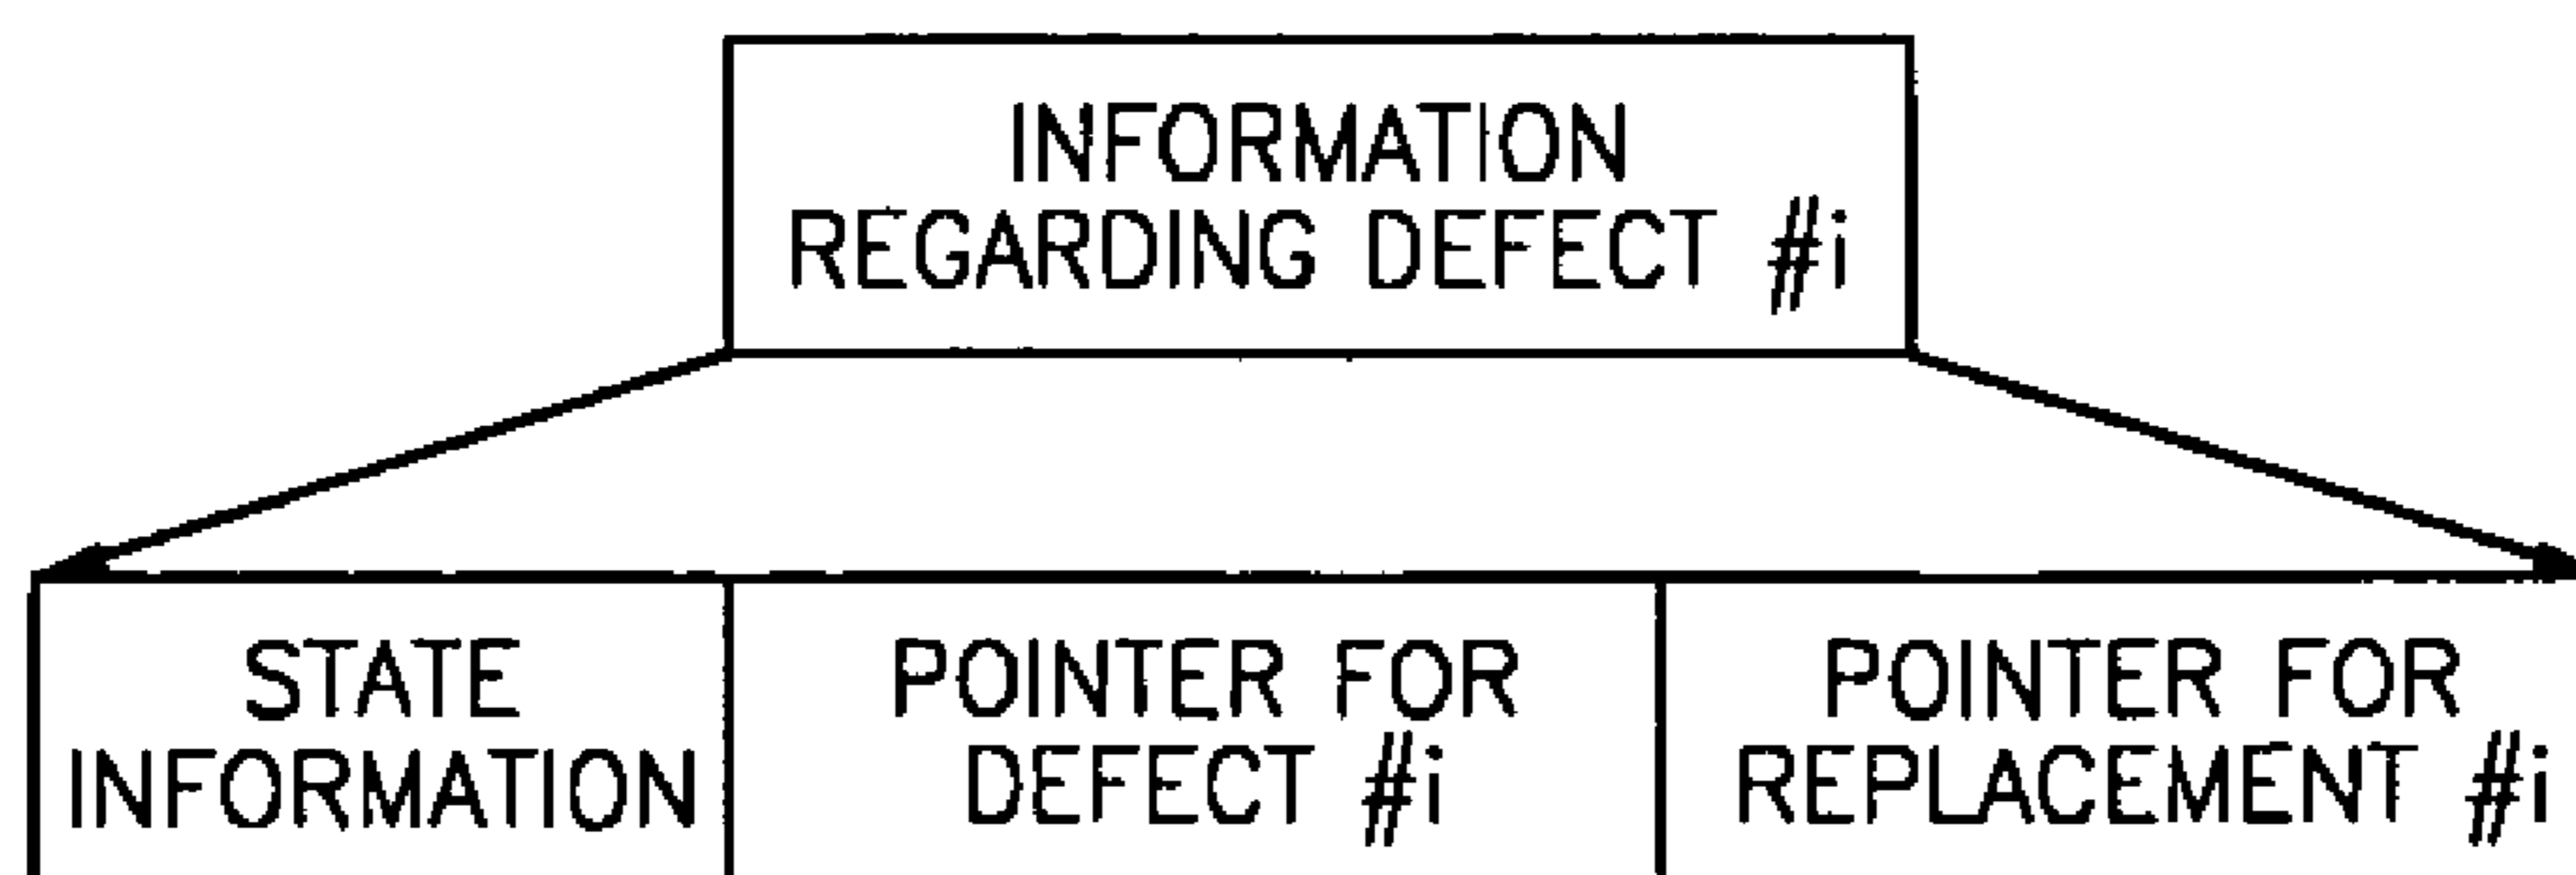 INFORMATION
REGARDING DEFECT #i
STATE
INFORMATION
POINTER FOR
DEFECT #i
POINTER FOR
REPLACEMENT #i